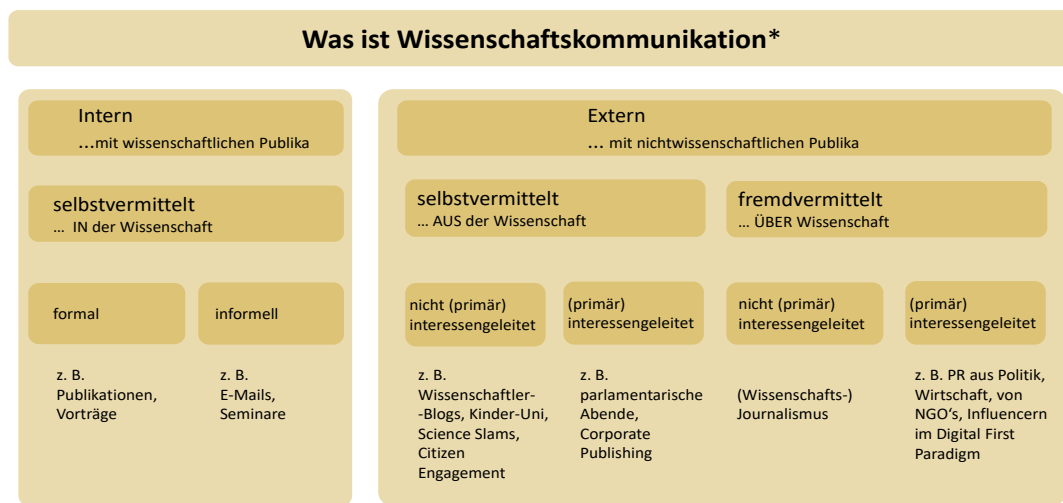 Was ist Wissenschaftskommunikation*
Intern
...mit wissenschaftlichen Publika
selbstvermittelt
... IN der Wissenschaft
formal
informell
z. B.
Publikationen,
Vorträge
z. B.
E-Mails,
Seminare
Extern
... mit nichtwissenschaftlichen Publika
selbstvermittelt
... AUS der Wissenschaft
fremdvermittelt
... ÜBER Wissenschaft
nicht (primär)
interessengeleitet
(primär)
interessengeleitet
nicht (primär)
interessengeleitet
(primär)
interessengeleitet
z. B.
Wissenschaftler-
-Blogs, Kinder-Uni,
Science Slams,
Citizen
Engagement
z. B.
parlamentarische
Abende,
Corporate
Publishing
(Wissenschafts-)
Journalismus
z. B. PR aus Politik,
Wirtschaft, von
NGO‘s, Influencern
im Digital First
Paradigm